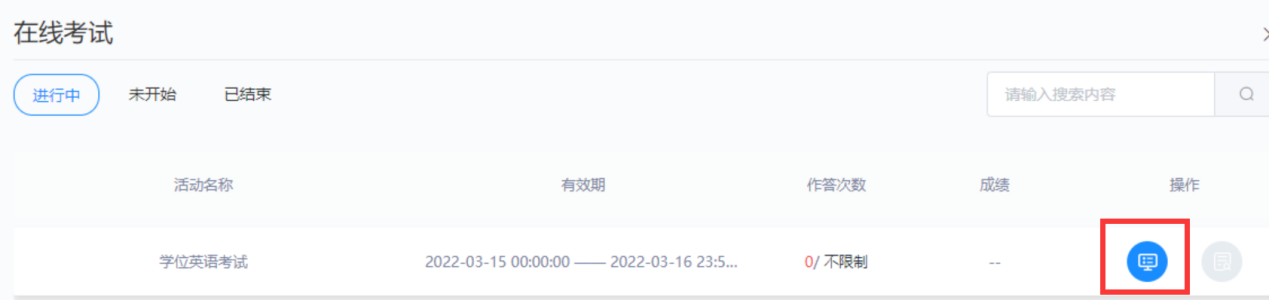 在线考试
进行中 未开始 已结束 请输入搜索内容
活动名称 有效期 作答次数 成绩 操作
学位英语考试 2022-03-15 00:00:00 —— 2022-03-16 23:5... 0/ 不限制 --